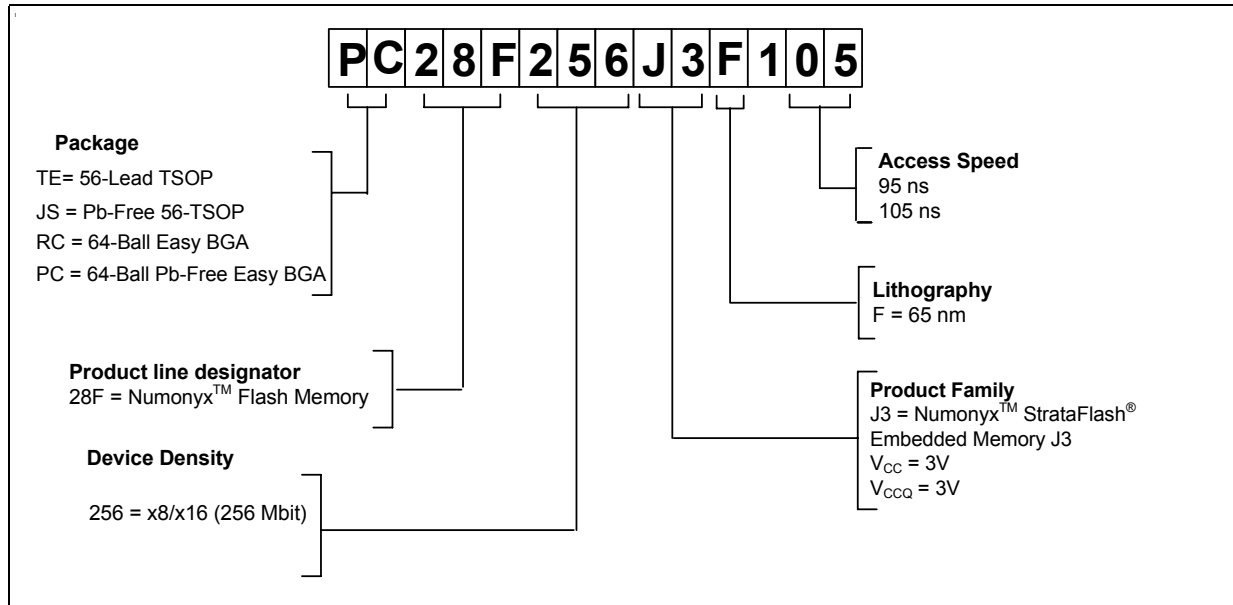 PC28F256J3F105
Package
TE= 56-Lead TSOP
JS = Pb-Free 56-TSOP
RC = 64-Ball Easy BGA
PC = 64-Ball Pb-Free Easy BGA
Product line designator
28F = Numonyx™ Flash Memory
Device Density
256 = x8/x16 (256 Mbit)
Access Speed
95 ns
105 ns
Lithography
F = 65 nm
Product Family
J3 = Numonyx™ StrataFlash®
Embedded Memory J3
VCC = 3V
VCCQ = 3V